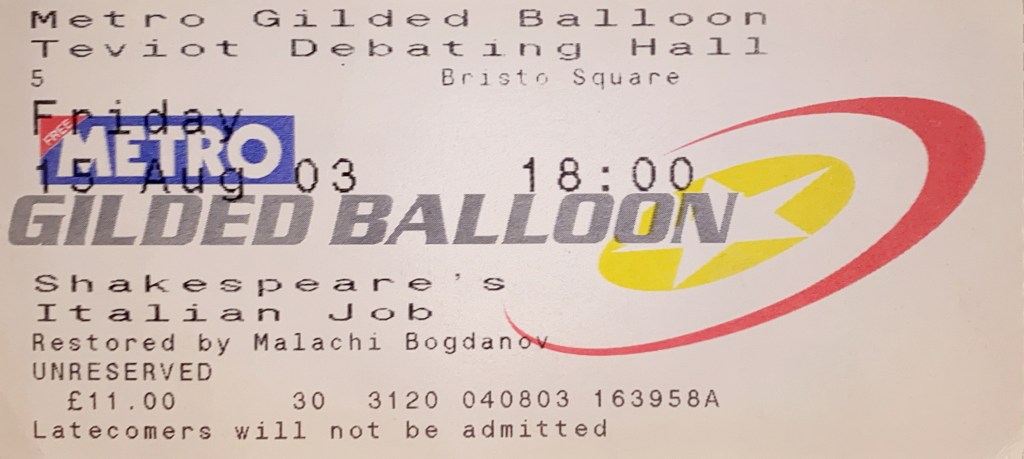 Metro Gilded Balloon
Teviot Debating Hall
5 Bristo Square
Friday
FREE METRO
15 Aug 03 18:00
GILDED BALLOON
Shakespeare's
Italian Job
Restored by Malachi Bogdanov
UNRESERVED
£11.00 30 3120 040803 163958A
Latecomers will not be admitted